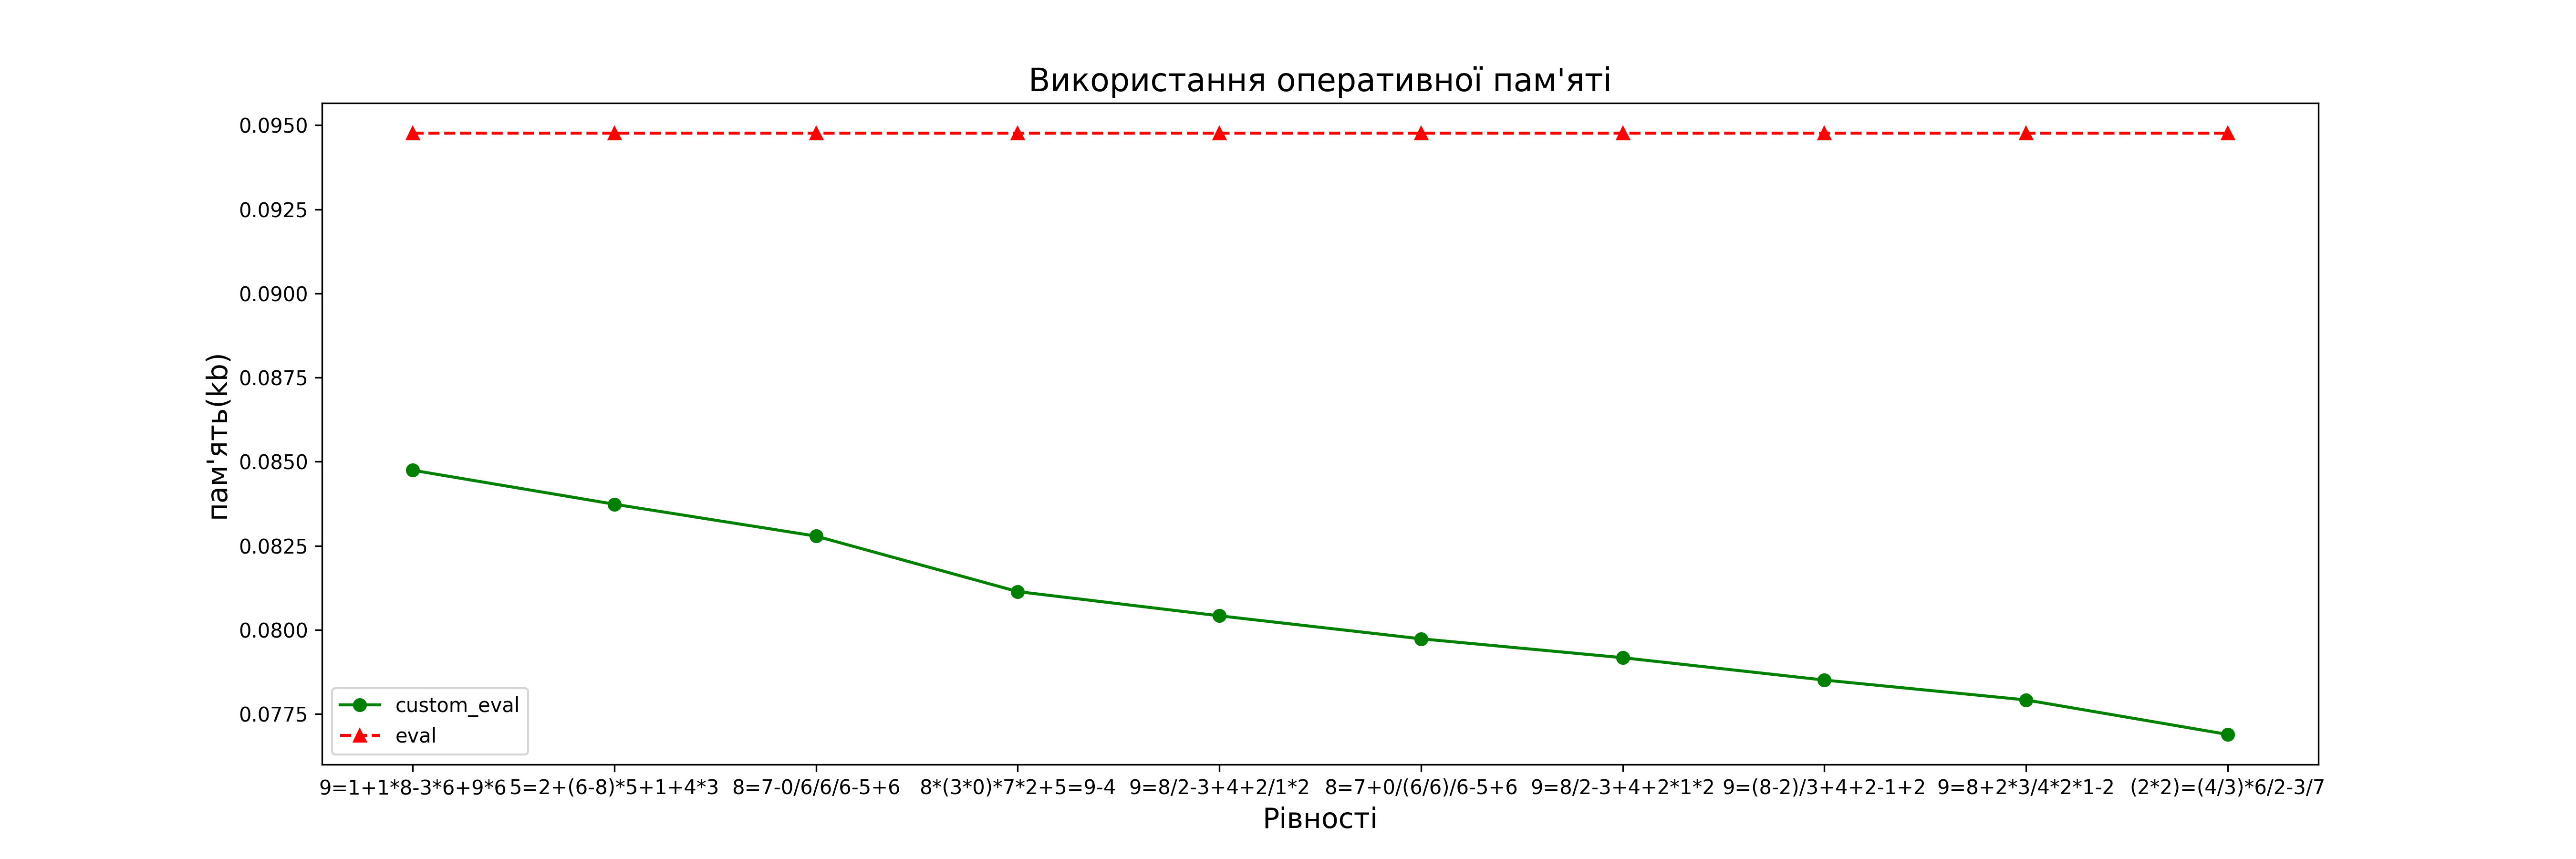 Використання оперативної пам'яті
0.0950
0.0925
0.0900
0.0875
0.0850
0.0825
0.0800
0.0775
пам'ять(kb)
custom_eval
eval
9=1+1*8-3*6+9*6 5=2+(6-8)*5+1+4*3 8=7-0/6/6/6-5+6 8*(3*0)*7*2+5=9-4 9=8/2-3+4+2/1*2 8=7+0/(6/6)/6-5+6 9=8/2-3+4+2*1*2 9=(8-2)/3+4+2-1+2 9=8+2*3/4*2*1-2 (2*2)=(4/3)*6/2-3/7
Рівності